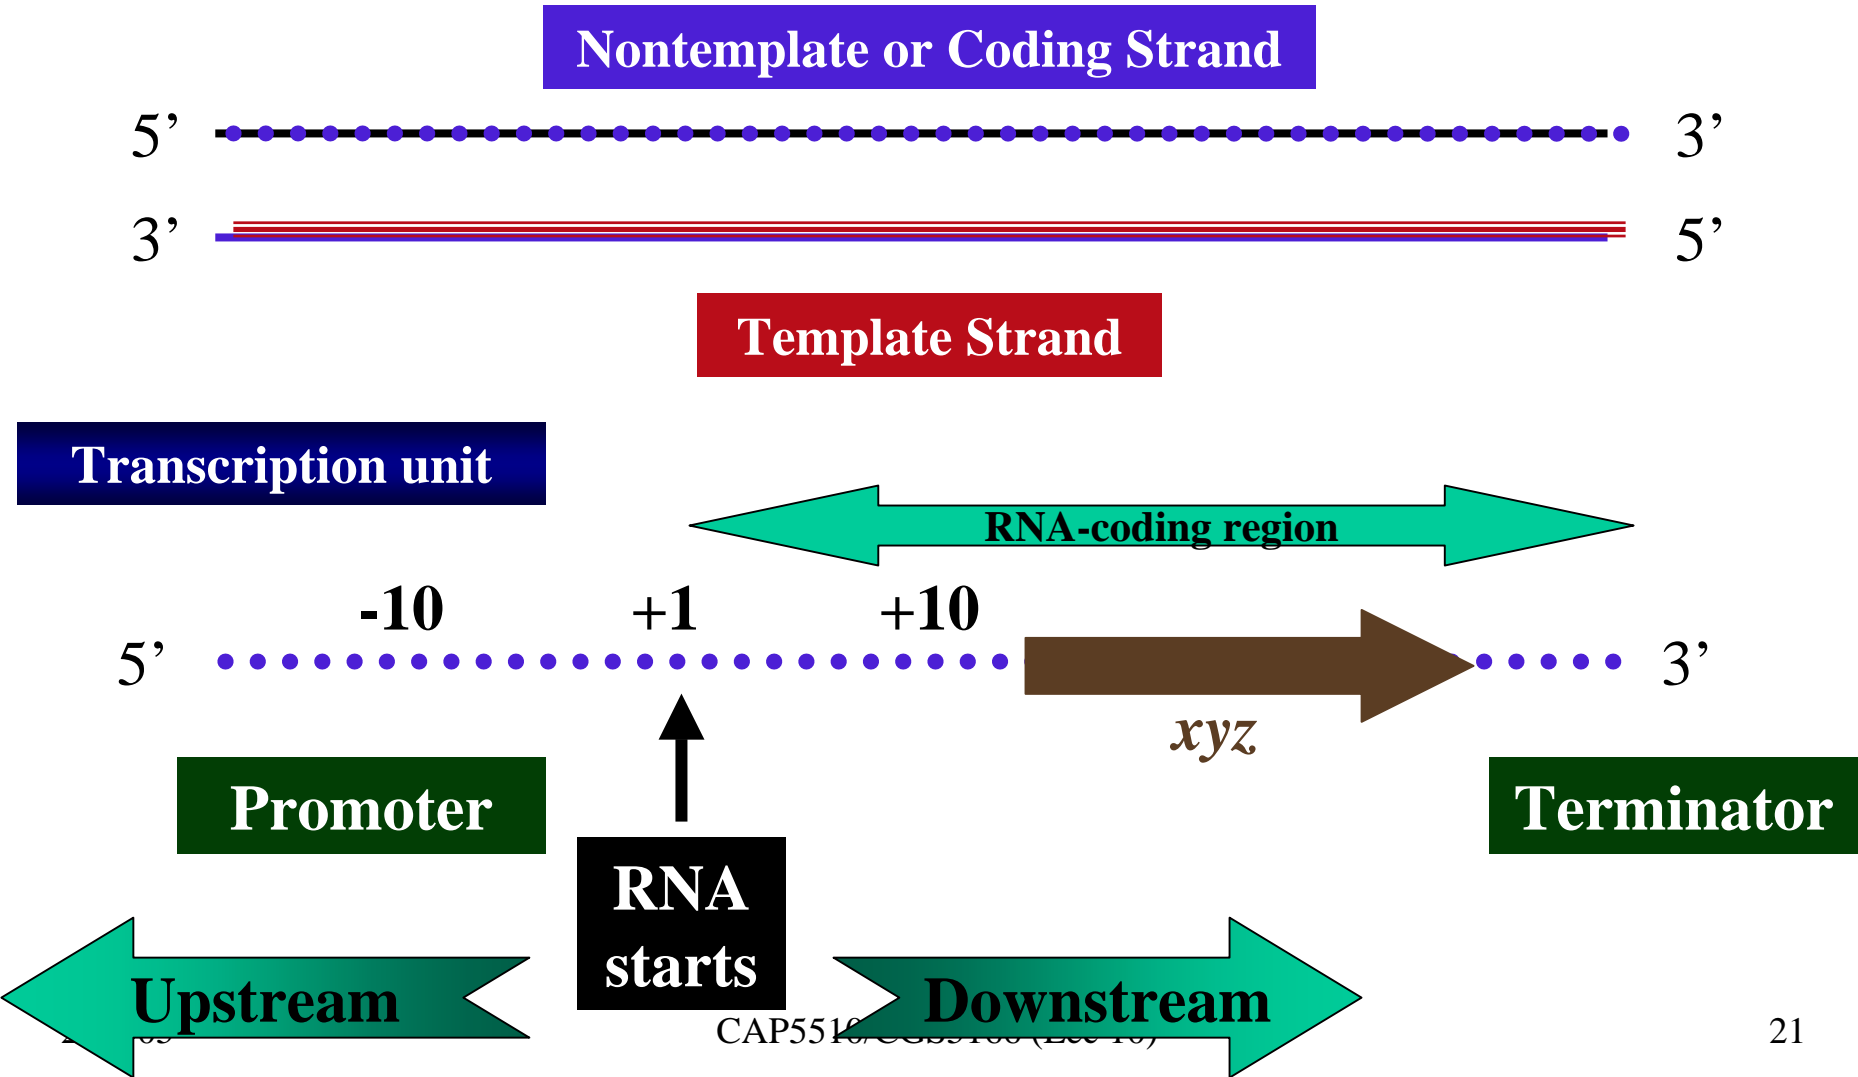 Nontemplate or Coding Strand
5’ 3’
3’ 5’
Template Strand
Transcription unit
RNA-coding region
-10 +1 +10
5’ 3’
xyz
Promoter Terminator
RNA
starts
Upstream Downstream
21